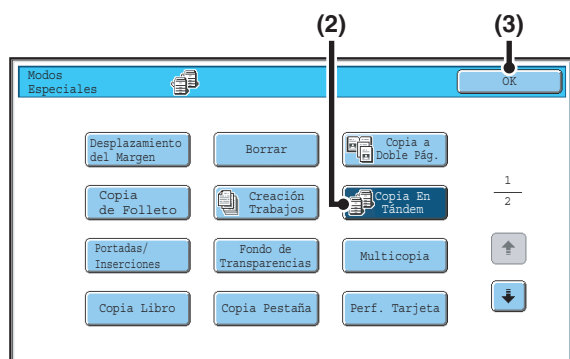 (2)
(3)
Modos
Especiales
OK
Desplazamiento
del Margen
Borrar
Copia a
Doble Pág.
Copia
de Folleto
Creación
Trabajos
Copia En
Tándem
1
2
Portadas/
Inserciones
Fondo de
Transparencias
Multicopia
Copia Libro
Copia Pestaña
Perf. Tarjeta